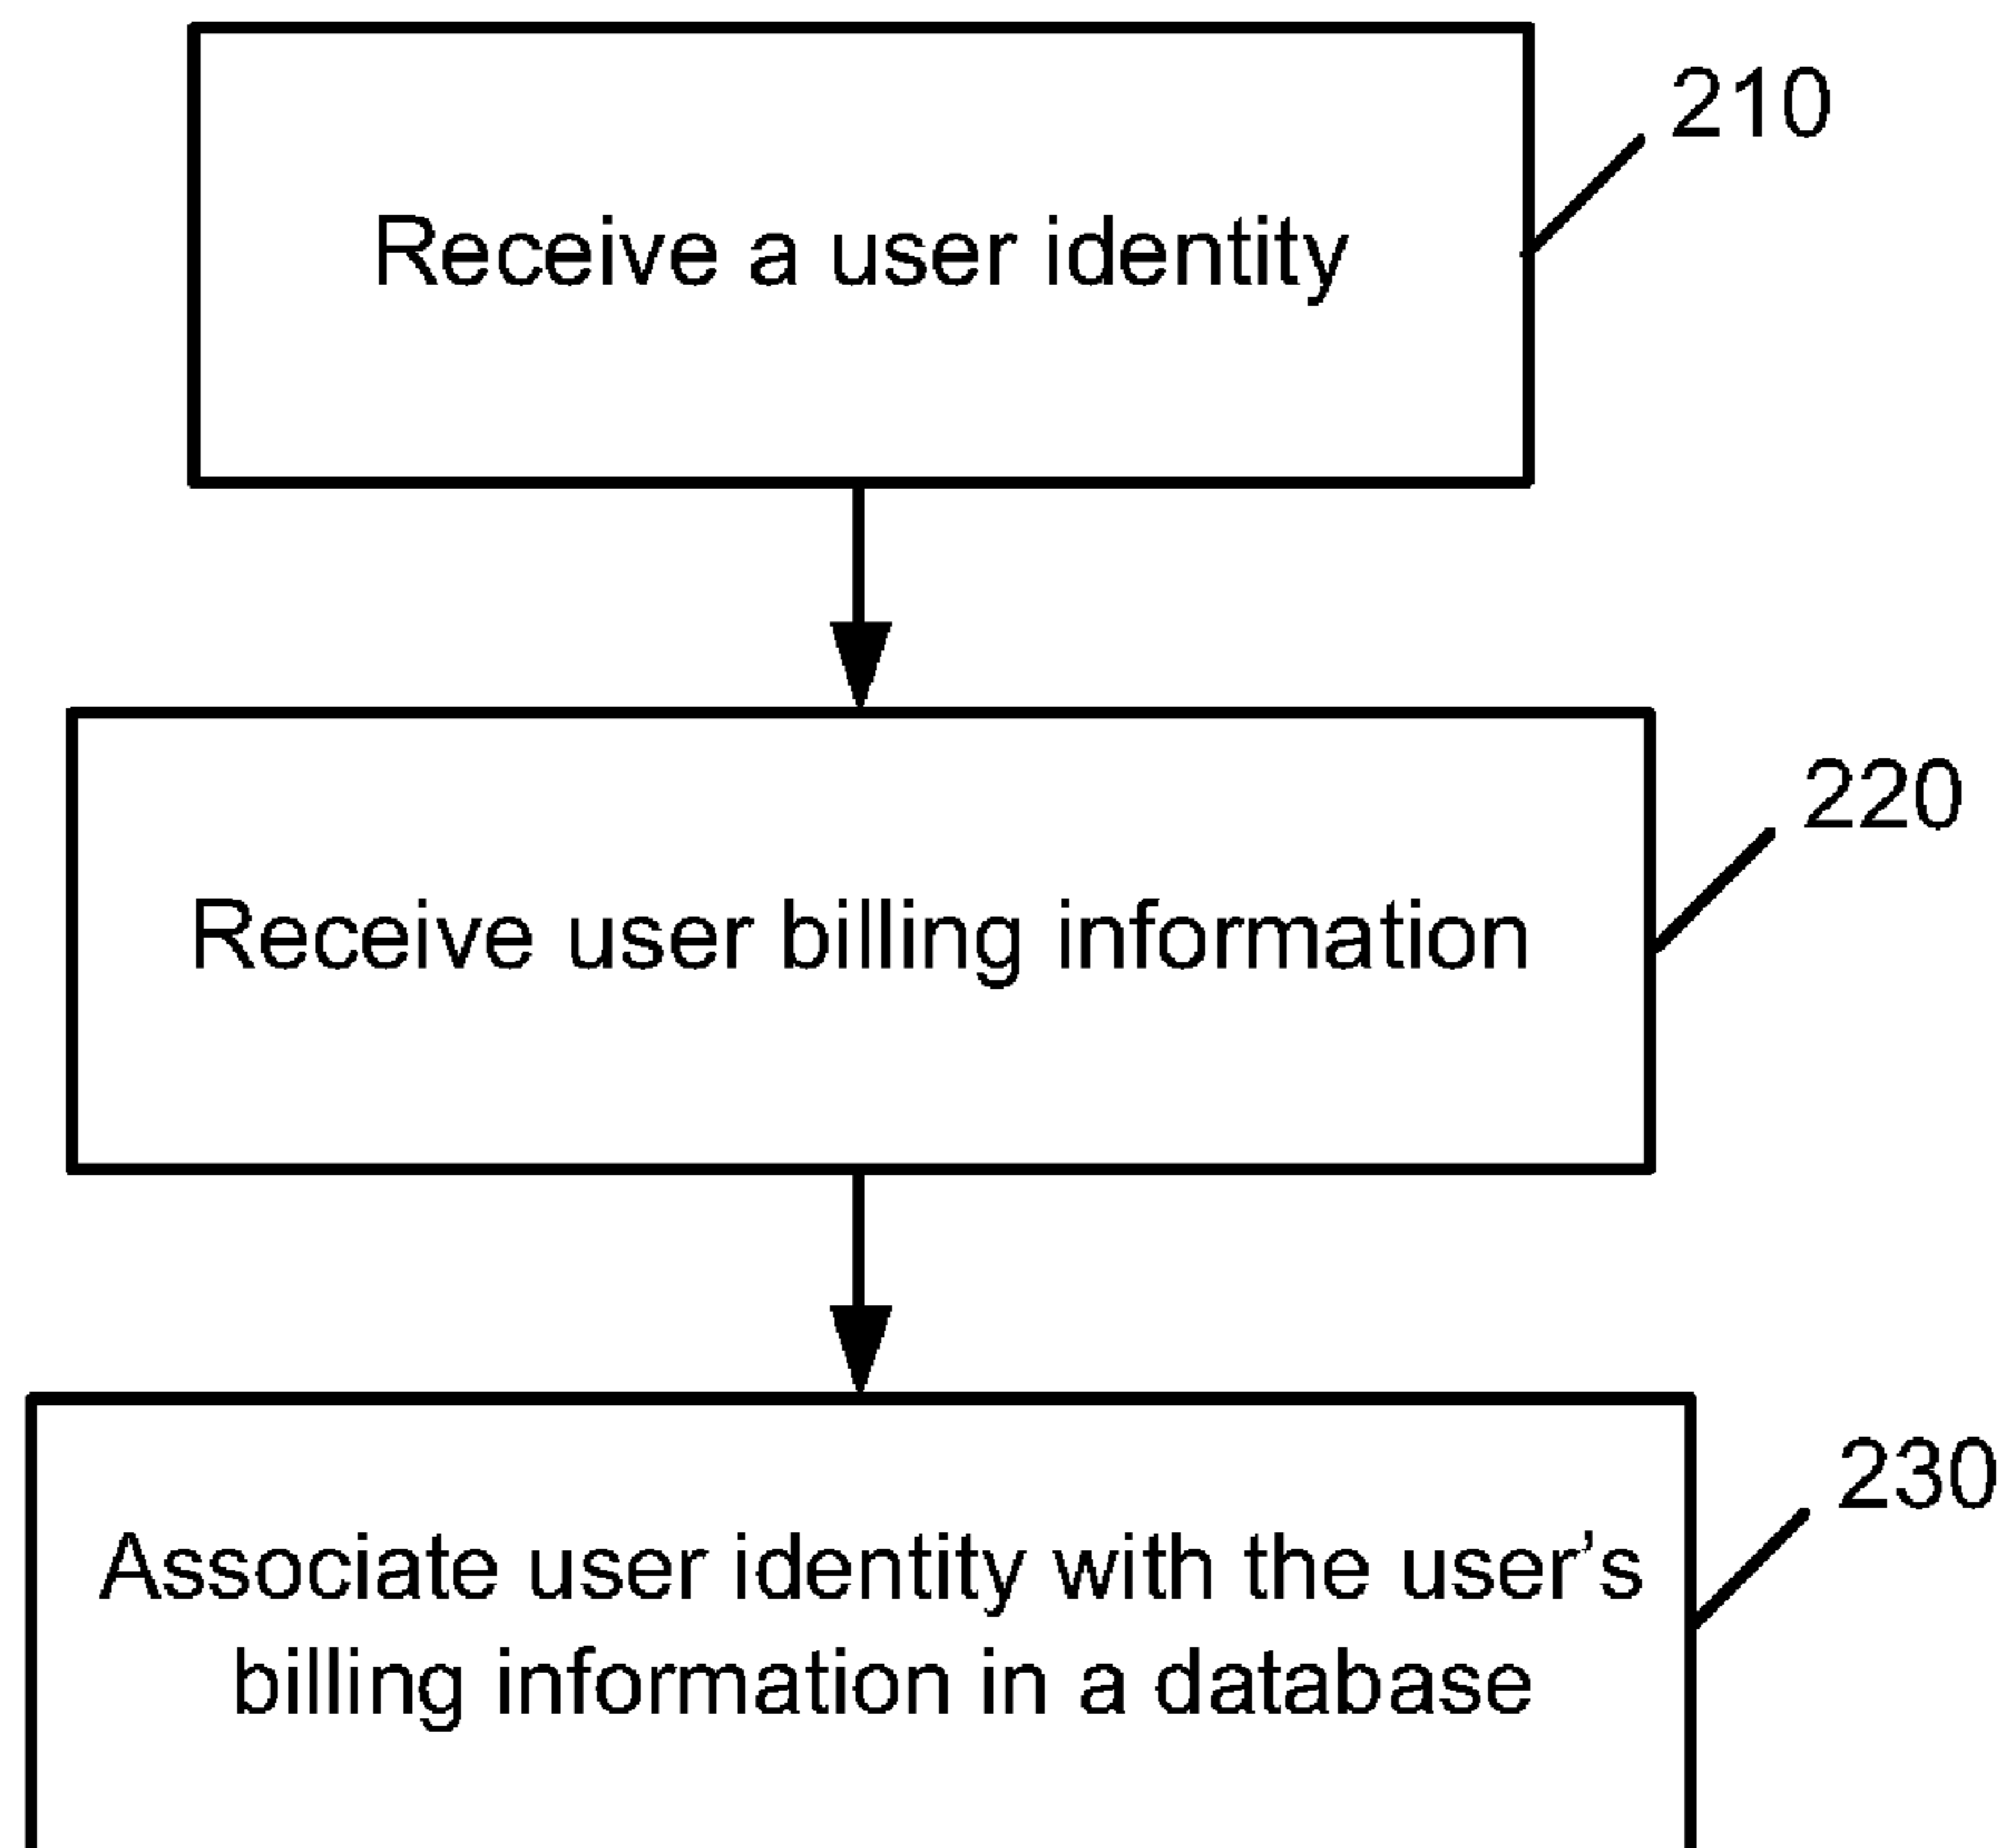 210
Receive a user identity
220
Receive user billing information
230
Associate user identity with the user's
billing information in a database